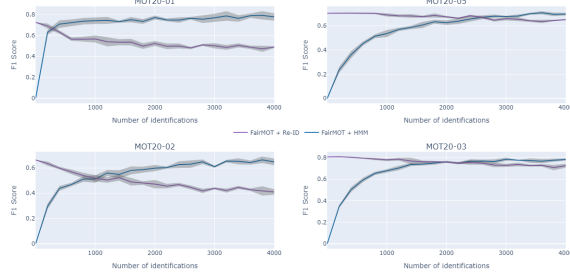 MOT20-01
MOT20-05
F1 Score
0.8
0.6
0.4
0.2
0
1000
2000
3000
4000
Number of identifications
F1 Score
0.6
0.4
0.2
0
1000
2000
3000
4000
Number of identifications
FairMOT + Re-ID
FairMOT + HMM
MOT20-02
MOT20-03
F1 Score
0.6
0.4
0.2
0
1000
2000
3000
4000
Number of identifications
F1 Score
0.8
0.6
0.4
0.2
0
1000
2000
3000
4000
Number of identifications